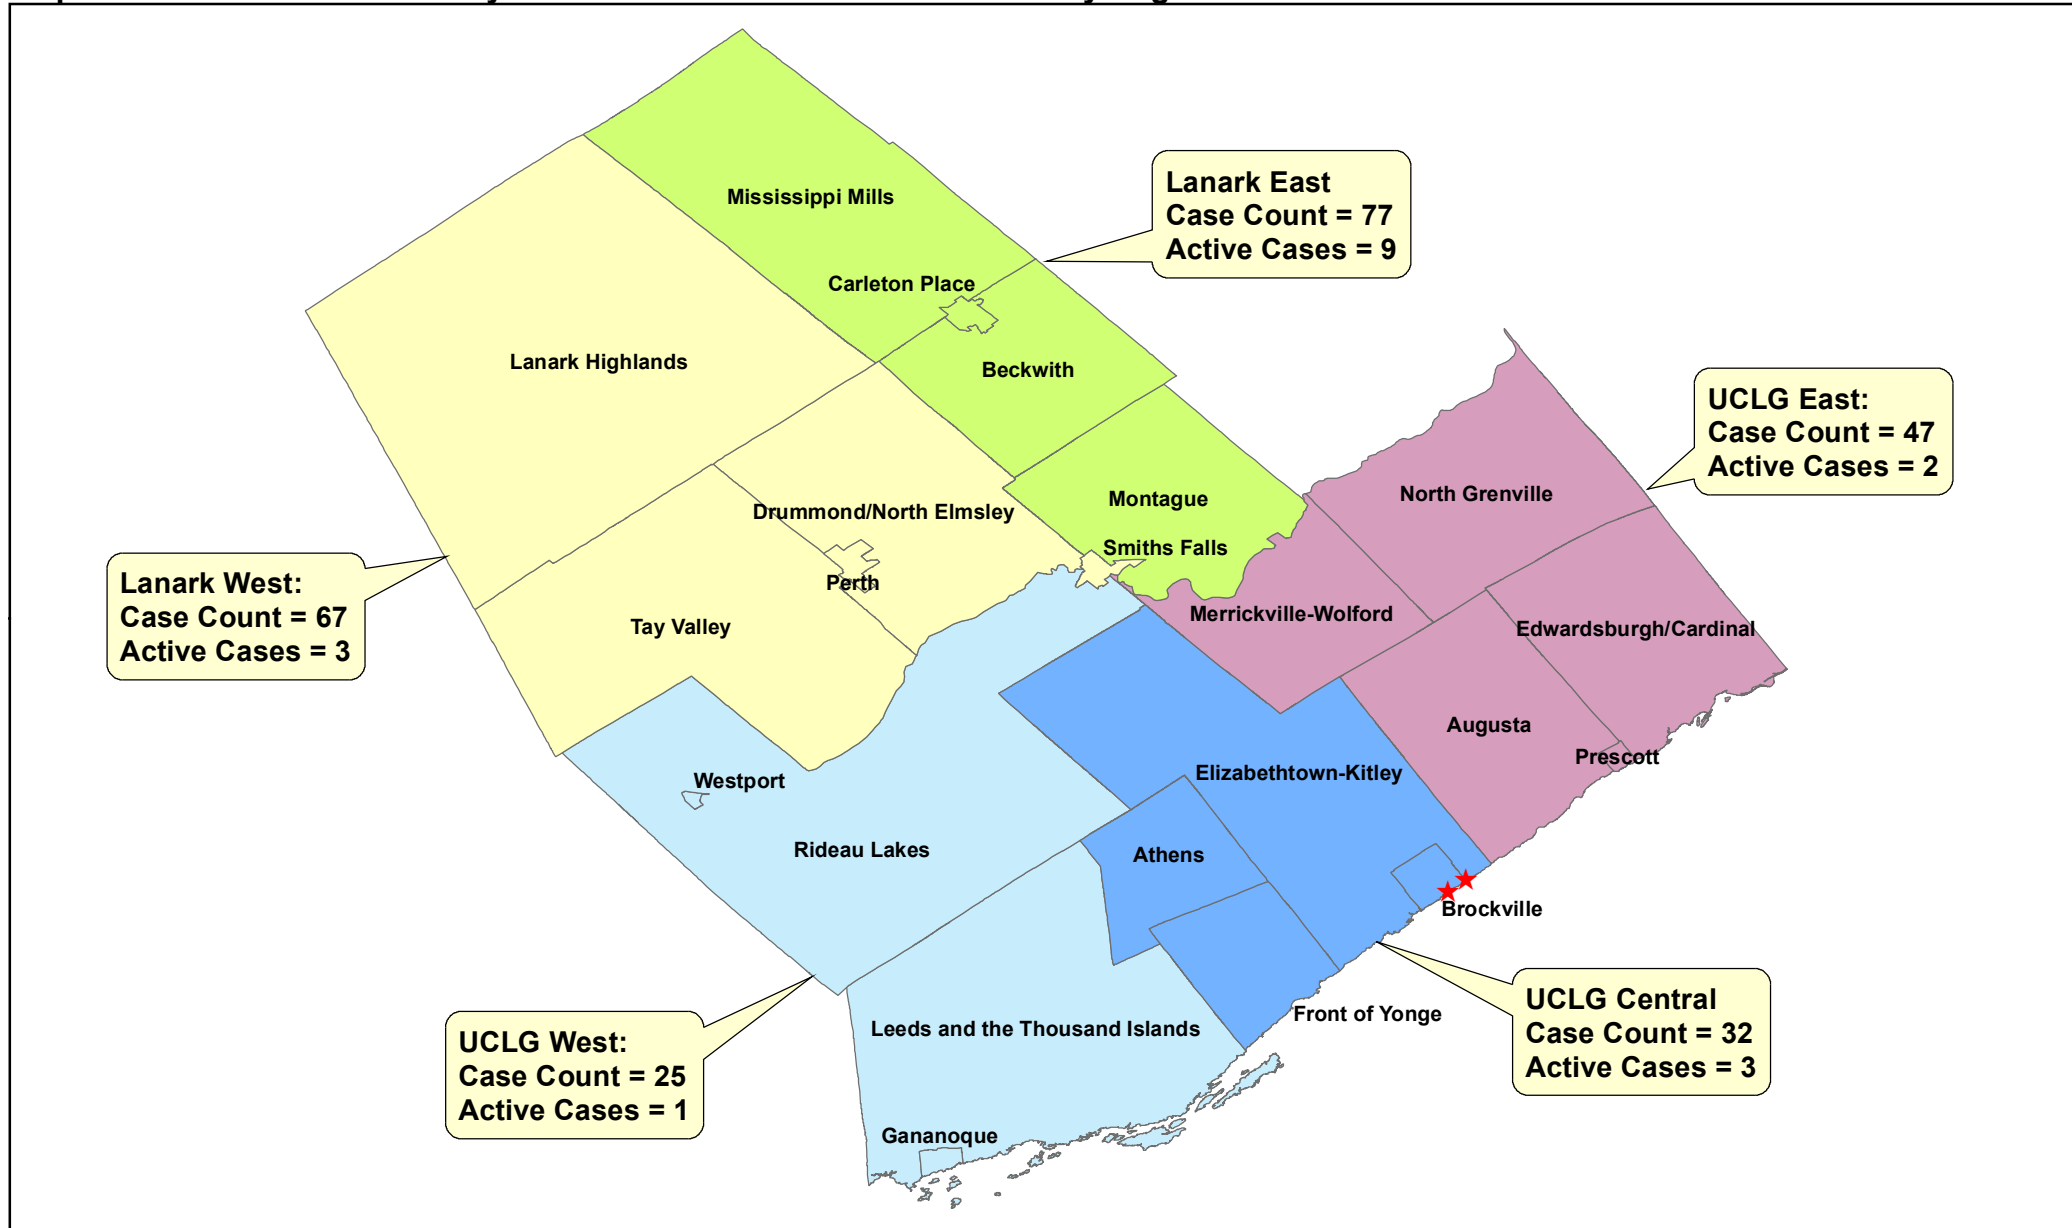 Mississippi Mills
Lanark East
Case Count = 77
Active Cases = 9
Carleton Place
Lanark Highlands
Beckwith
UCLG East:
Case Count = 47
Active Cases = 2
North Grenville
Montague
Drummond/North Elmsley
Smiths Falls
Perth
Lanark West:
Case Count = 67
Active Cases = 3
Tay Valley
Merrickville-Wolford
Edwardsburgh/Cardinal
Augusta
Prescott
Westport
Elizabethtown-Kitley
Rideau Lakes
Athens
Brockville
UCLG Central
Case Count = 32
Active Cases = 3
Front of Yonge
Leeds and the Thousand Islands
UCLG West:
Case Count = 25
Active Cases = 1
Gananoque